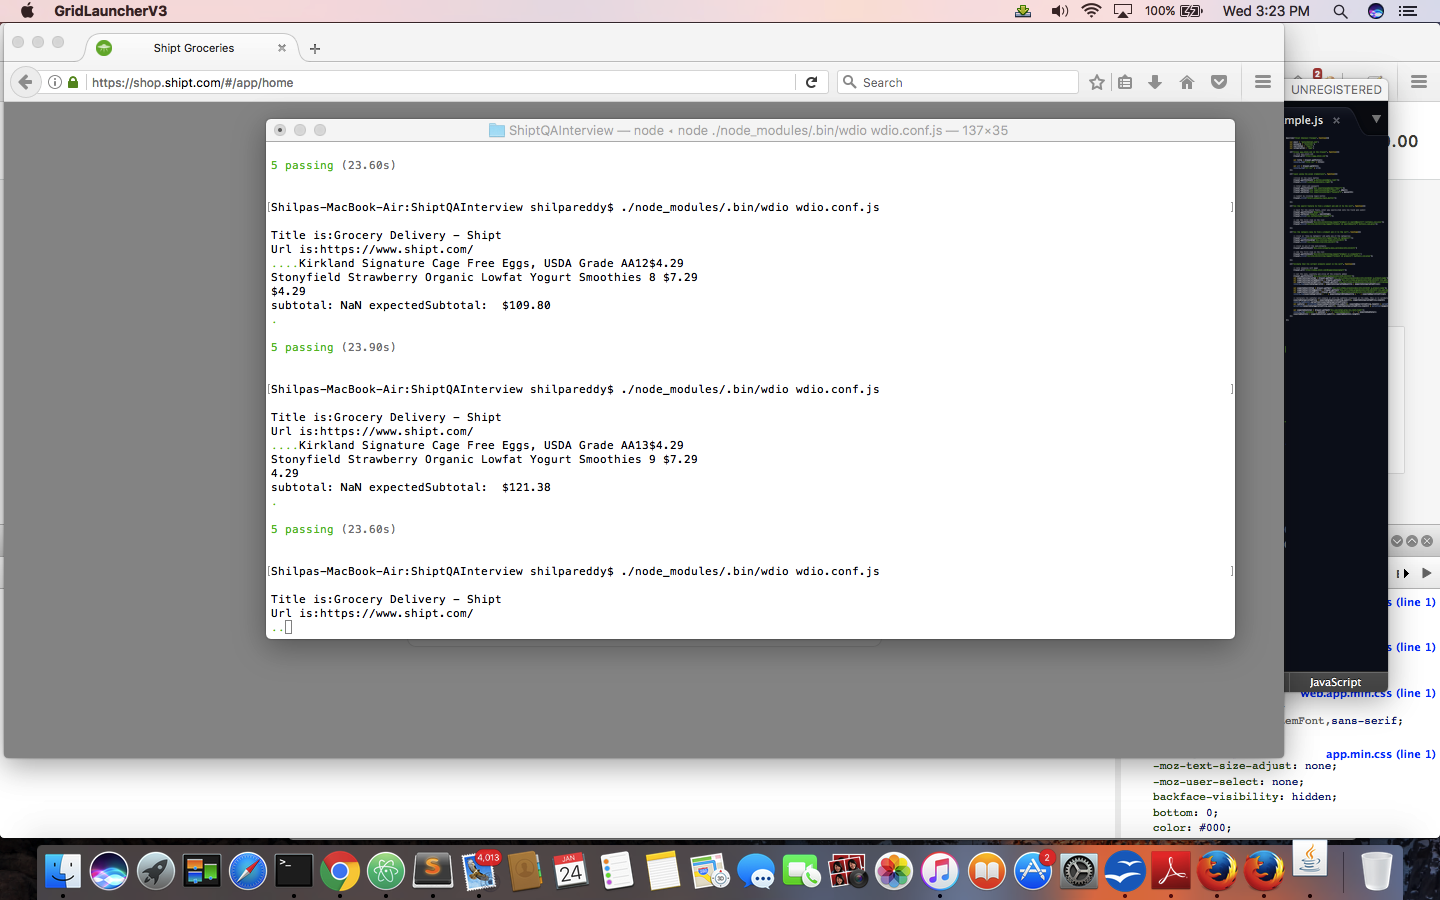 GridLauncherV3
100%
Wed 3:23 PM
Shipt Groceries
https://shop.shipt.com/#/app/home
Search
2
UNREGISTERED
mple.js
.00
ShiptQAInterview — node ◂ node ./node_modules/.bin/wdio wdio.conf.js — 137×35
5 passing (23.60s)
[Shilpas-MacBook-Air:ShiptQAInterview shilpareddy$ ./node_modules/.bin/wdio wdio.conf.js ]
Title is:Grocery Delivery - Shipt
Url is:https://www.shipt.com/
....Kirkland Signature Cage Free Eggs, USDA Grade AA12$4.29
Stonyfield Strawberry Organic Lowfat Yogurt Smoothies 8 $7.29
$4.29
subtotal: NaN expectedSubtotal:  $109.80
.
5 passing (23.90s)
[Shilpas-MacBook-Air:ShiptQAInterview shilpareddy$ ./node_modules/.bin/wdio wdio.conf.js ]
Title is:Grocery Delivery - Shipt
Url is:https://www.shipt.com/
....Kirkland Signature Cage Free Eggs, USDA Grade AA13$4.29
Stonyfield Strawberry Organic Lowfat Yogurt Smoothies 9 $7.29
4.29
subtotal: NaN expectedSubtotal:  $121.38
.
5 passing (23.60s)
[Shilpas-MacBook-Air:ShiptQAInterview shilpareddy$ ./node_modules/.bin/wdio wdio.conf.js ]
Title is:Grocery Delivery - Shipt
Url is:https://www.shipt.com/
..
s (line 1)
s (line 1)
JavaScript
web.app.min.css (line 1)
emFont,sans-serif;
app.min.css (line 1)
-moz-text-size-adjust: none;
-moz-user-select: none;
backface-visibility: hidden;
bottom: 0;
color: #000;
4,013
JAN
24
2